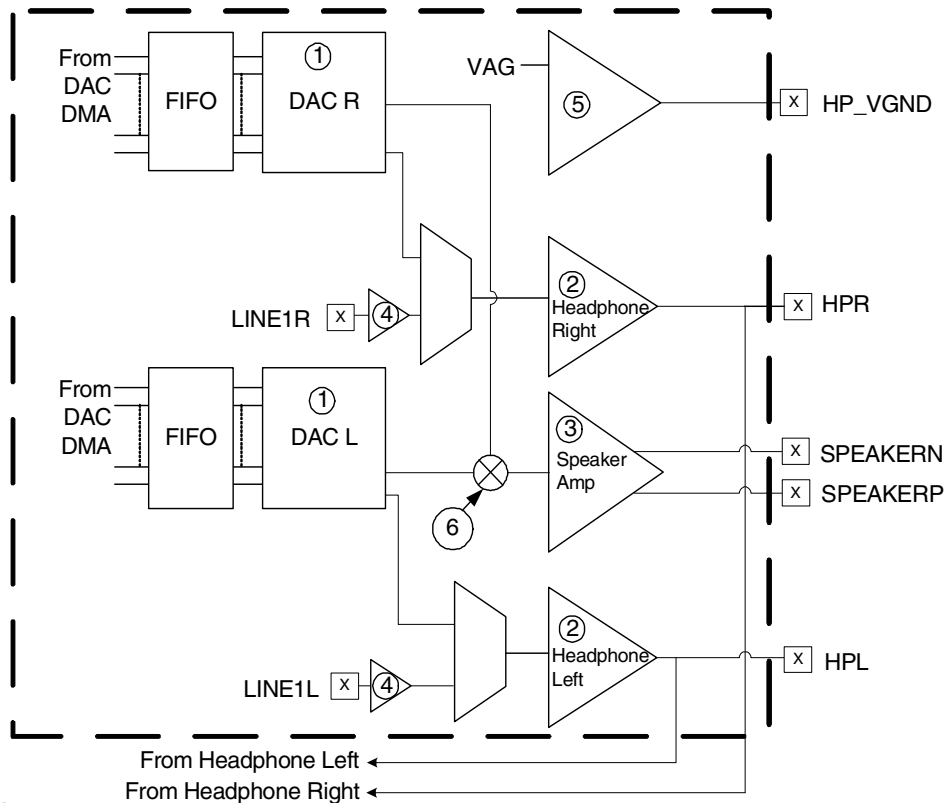 From
DAC
DMA
FIFO
1
DAC R
VAG
5
X
HP_VGND
LINE1R
X
4
2
Headphone
Right
X
HPR
From
DAC
DMA
FIFO
1
DAC L
3
Speaker
Amp
X
SPEAKERN
X
SPEAKERP
6
LINE1L
X
4
2
Headphone
Left
X
HPL
From Headphone Left
From Headphone Right